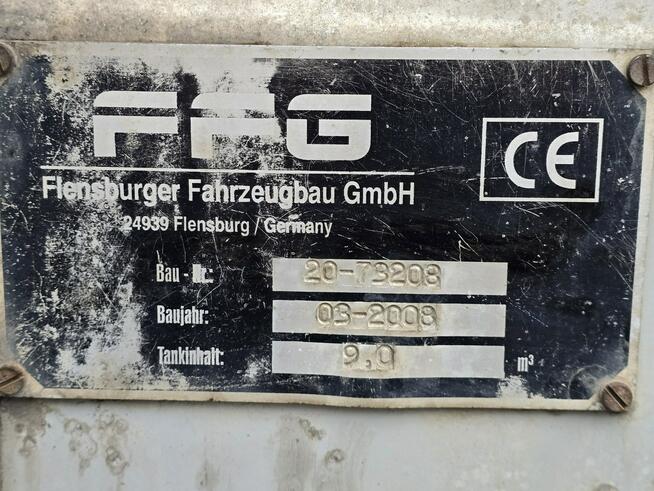 FFG
CE
Flensburger Fahrzeugbau GmbH
24939 Flensburg / Germany
Bau - Nr.: 20-73208
Baujahr: 03-2008
Tankinhalt: 9,0 m³